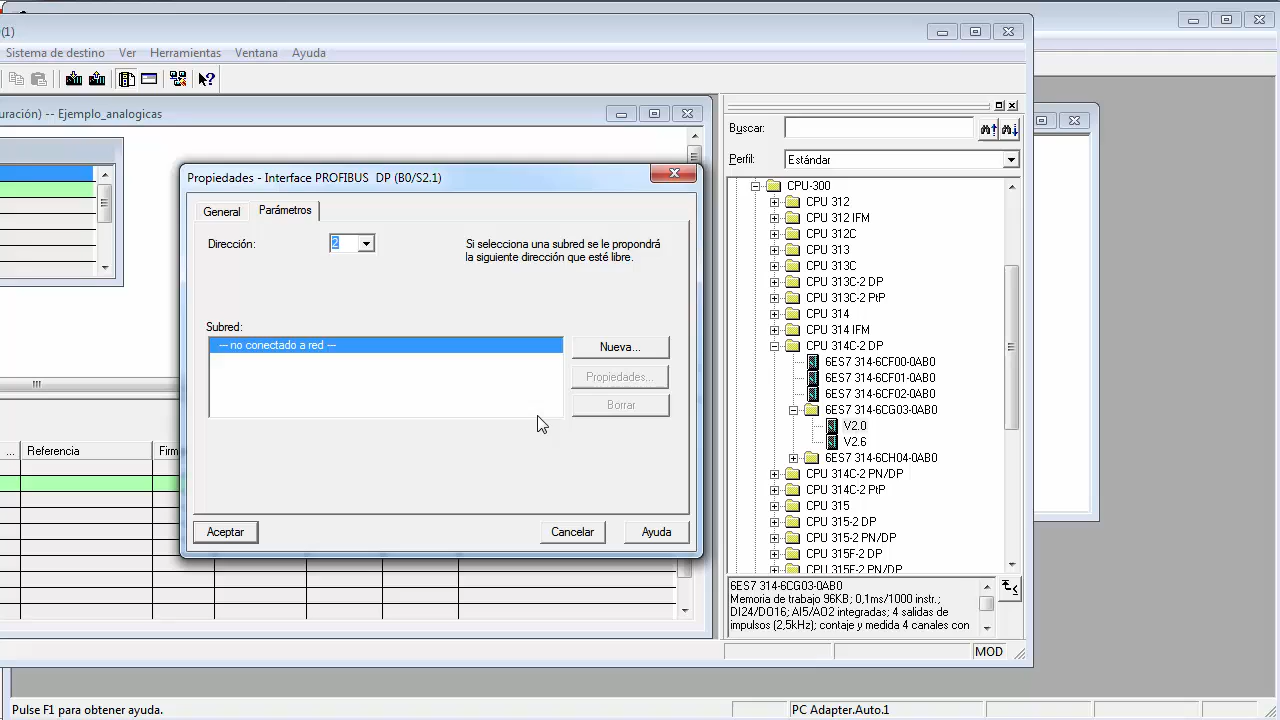 (1)
Sistema de destino Ver Herramientas Ventana Ayuda
uración) -- Ejemplo_analogicas
Buscar:
Perfil: Estándar
Propiedades - Interface PROFIBUS DP (B0/S2.1)
General Parámetros
Dirección: 2
Si selecciona una subred se le propondrá
la siguiente dirección que esté libre.
Subred:
--- no conectado a red ---
Nueva...
Propiedades...
Borrar
Aceptar Cancelar Ayuda
... Referencia Firm
CPU-300
CPU 312
CPU 312 IFM
CPU 312C
CPU 313
CPU 313C
CPU 313C-2 DP
CPU 313C-2 PtP
CPU 314
CPU 314 IFM
CPU 314C-2 DP
6ES7 314-6CF00-0AB0
6ES7 314-6CF01-0AB0
6ES7 314-6CF02-0AB0
6ES7 314-6CG03-0AB0
V2.0
V2.6
6ES7 314-6CH04-0AB0
CPU 314C-2 PN/DP
CPU 314C-2 PtP
CPU 315
CPU 315-2 DP
CPU 315-2 PN/DP
CPU 315F-2 DP
CPU 315F-2 PN/DP
6ES7 314-6CG03-0AB0
Memoria de trabajo 96KB; 0,1ms/1000 instr.;
DI24/DO16; AI5/AO2 integradas; 4 salidas de
impulsos (2,5kHz); contaje y medida 4 canales con
MOD
Pulse F1 para obtener ayuda.
PC Adapter.Auto.1